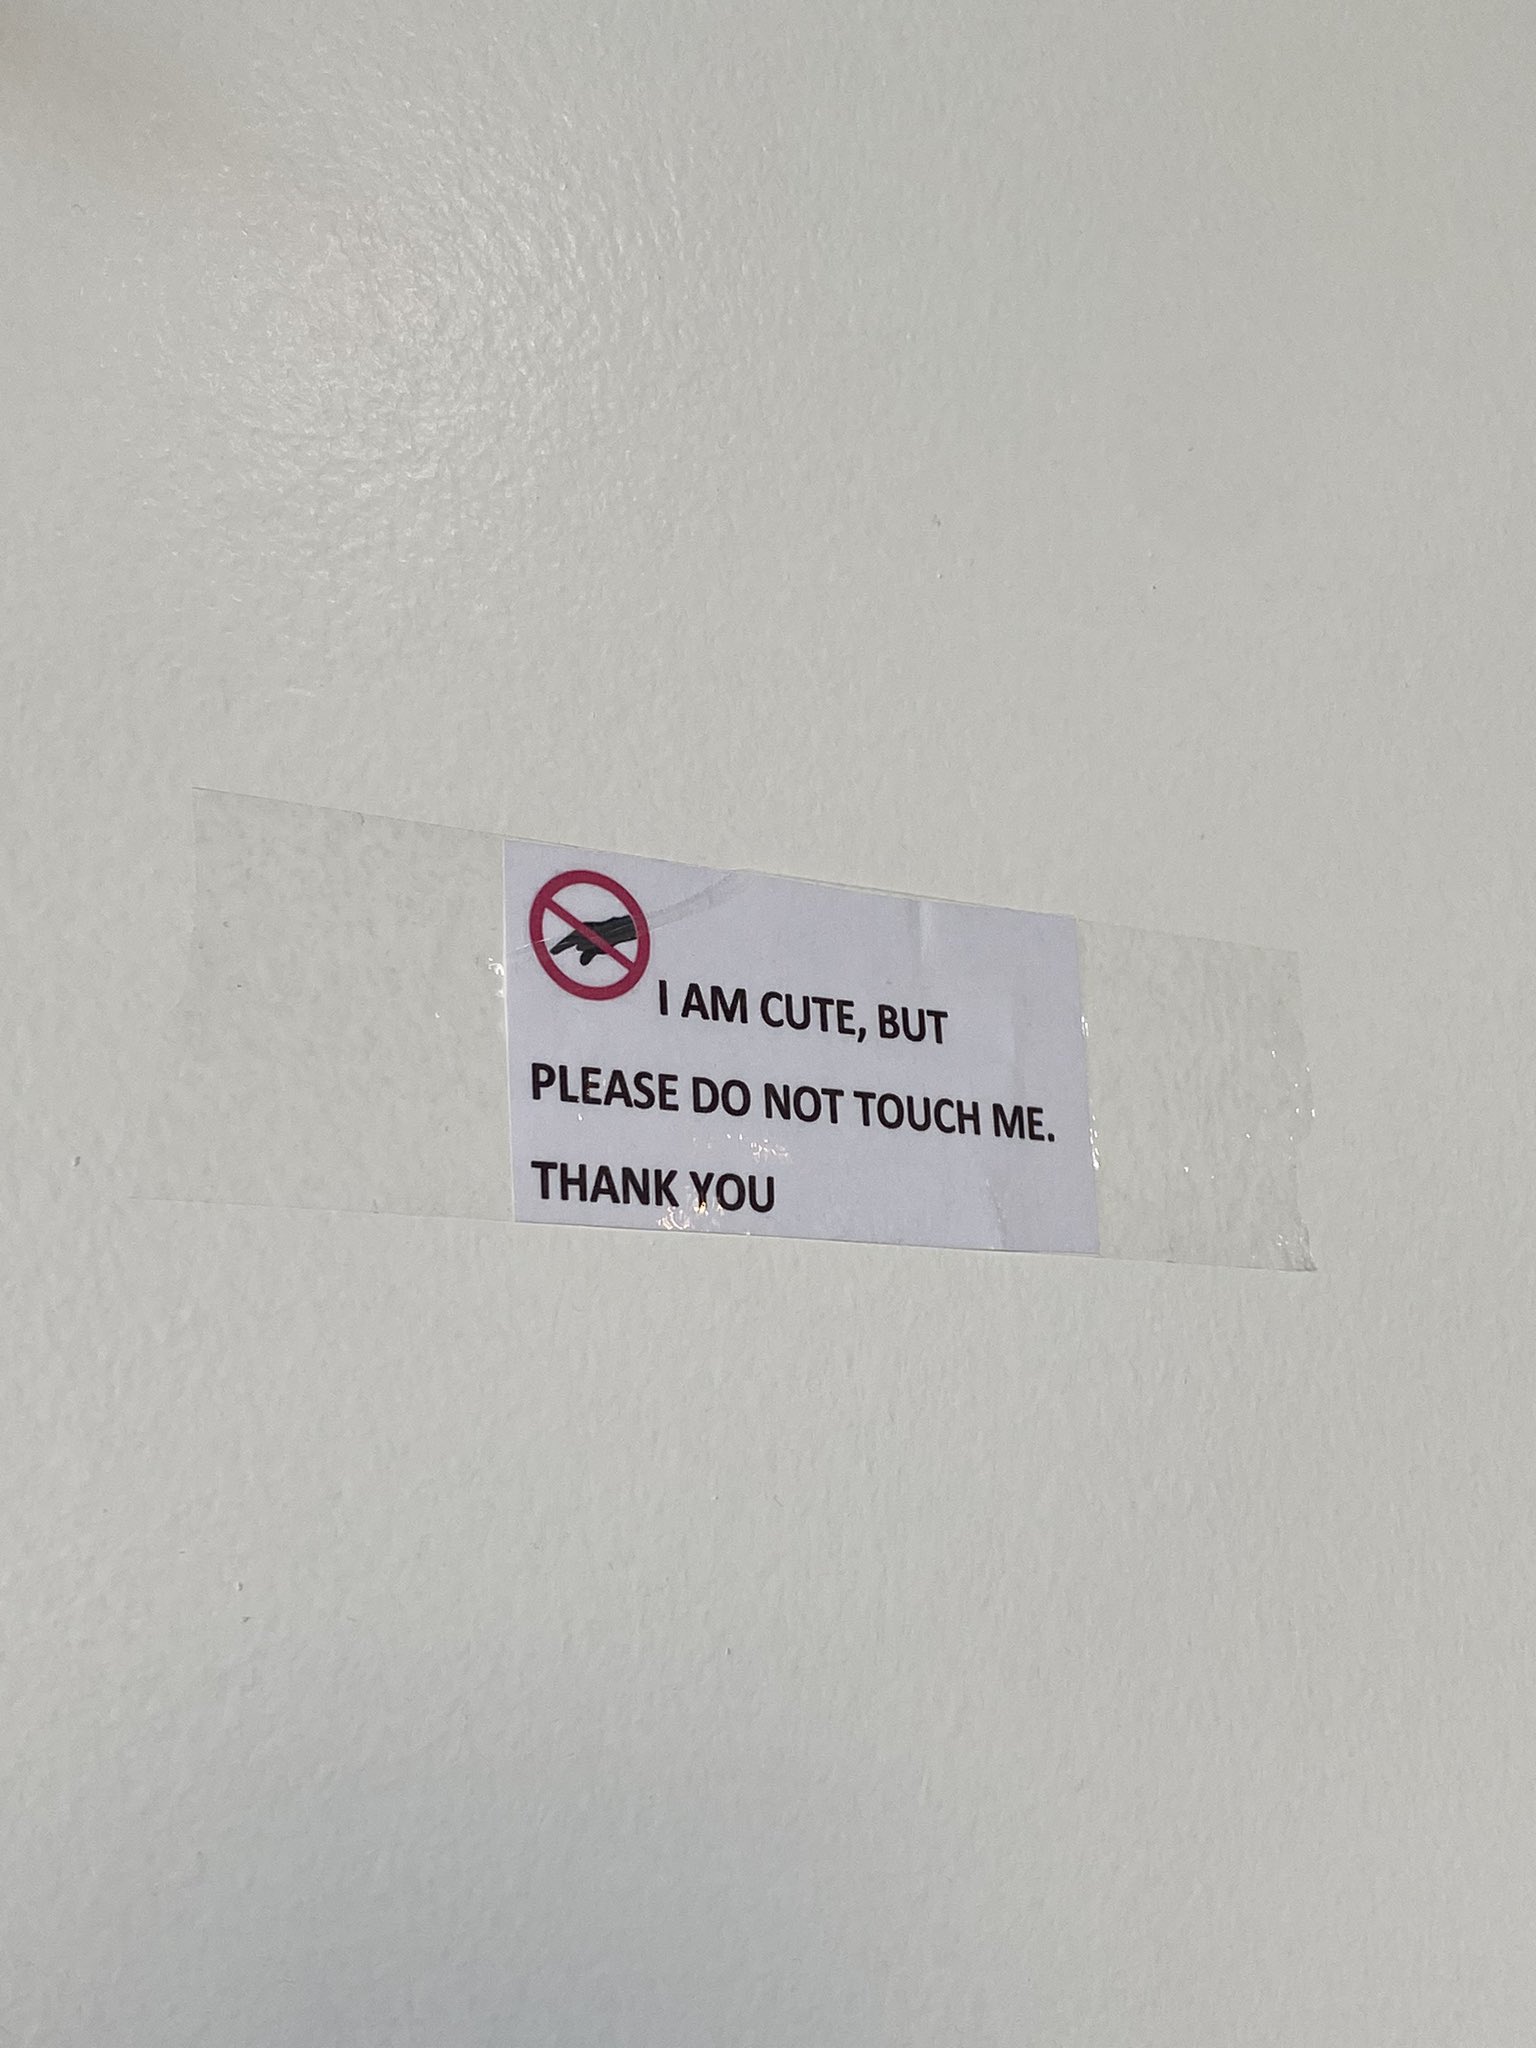 I AM CUTE, BUT
PLEASE DO NOT TOUCH ME.
THANK YOU